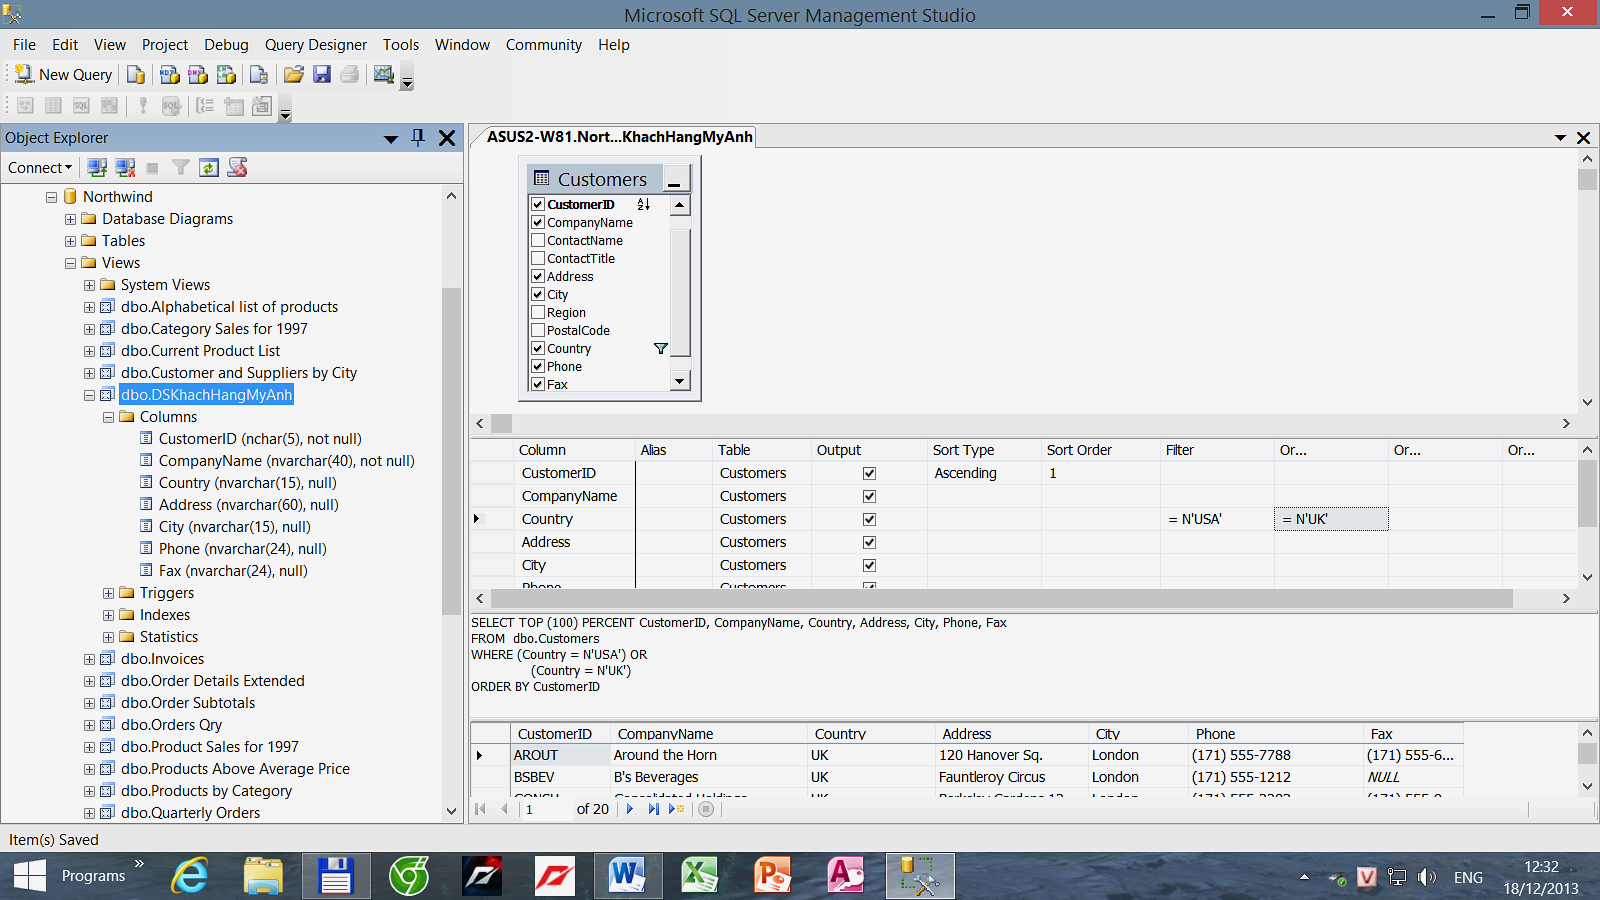 Microsoft SQL Server Management Studio
File Edit View Project Debug Query Designer Tools Window Community Help
New Query
Object Explorer
Connect
Northwind
Database Diagrams
Tables
Views
System Views
dbo.Alphabetical list of products
dbo.Category Sales for 1997
dbo.Current Product List
dbo.Customer and Suppliers by City
dbo.DSKhachHangMyAnh
Columns
CustomerID (nchar(5), not null)
CompanyName (nvarchar(40), not null)
Country (nvarchar(15), null)
Address (nvarchar(60), null)
City (nvarchar(15), null)
Phone (nvarchar(24), null)
Fax (nvarchar(24), null)
Triggers
Indexes
Statistics
dbo.Invoices
dbo.Order Details Extended
dbo.Order Subtotals
dbo.Orders Qry
dbo.Product Sales for 1997
dbo.Products Above Average Price
dbo.Products by Category
dbo.Quarterly Orders
ASUS2-W81.Nort...KhachHangMyAnh
Customers
CustomerID
CompanyName
ContactName
ContactTitle
Address
City
Region
PostalCode
Country
Phone
Fax
Column Alias Table Output Sort Type Sort Order Filter Or... Or... Or...
CustomerID Customers Ascending 1
CompanyName Customers
Country Customers = N'USA' = N'UK'
Address Customers
City Customers
Phone Customers
SELECT TOP (100) PERCENT CustomerID, CompanyName, Country, Address, City, Phone, Fax
FROM dbo.Customers
WHERE (Country = N'USA') OR
(Country = N'UK')
ORDER BY CustomerID
CustomerID CompanyName Country Address City Phone Fax
AROUT Around the Horn UK 120 Hanover Sq. London (171) 555-7788 (171) 555-6...
BSBEV B's Beverages UK Fauntleroy Circus London (171) 555-1212 NULL
CONSH Consolidated Holdings UK Berkeley Gardens 12 London
1 of 20
Item(s) Saved
Programs
ENG
12:32
18/12/2013